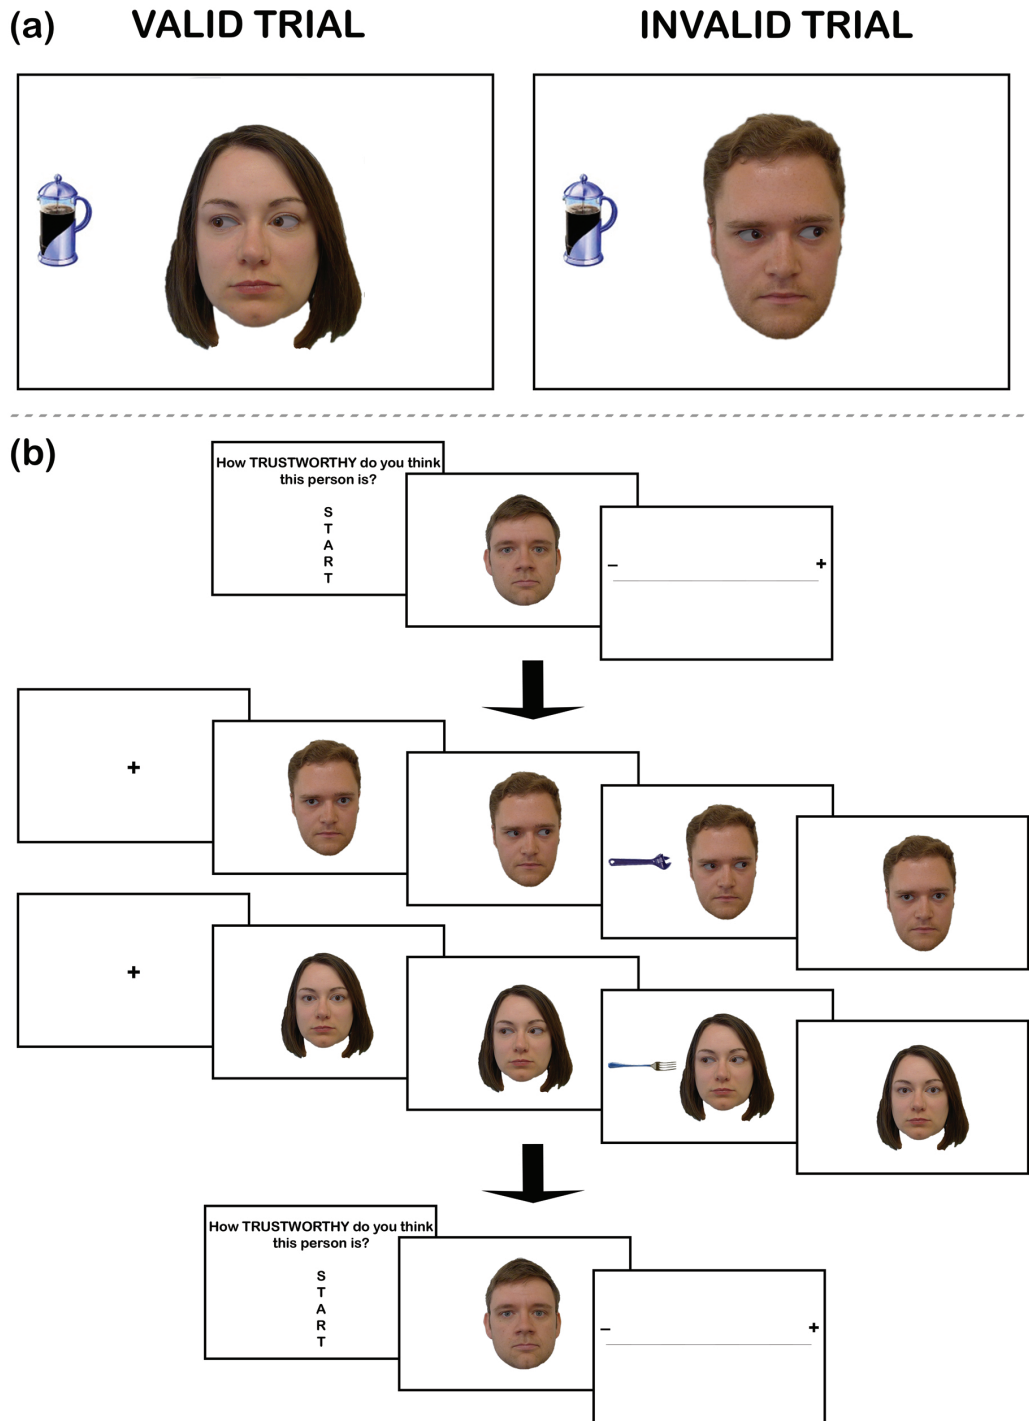 (a)
VALID TRIAL
INVALID TRIAL
(b)
How TRUSTWORTHY do you think
this person is?
S
T
A
R
T
–
+
+
+
How TRUSTWORTHY do you think
this person is?
S
T
A
R
T
–
+